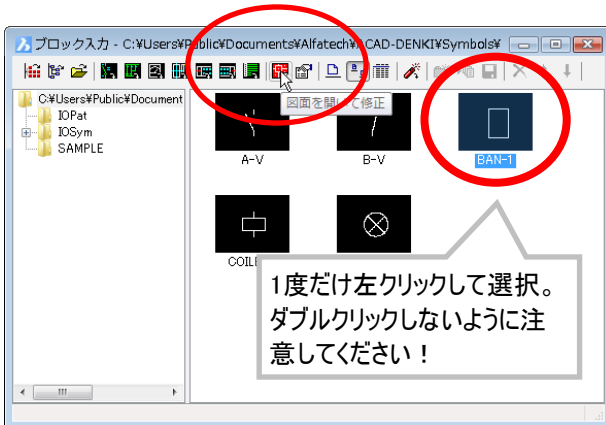 ブロック入力 - C:¥Users¥Public¥Documents¥Alfatech¥ACAD-DENKI¥Symbols¥
図面を開いて修正
C:¥Users¥Public¥Document
IOPat
IOSym
SAMPLE
A-V
B-V
BAN-1
1度だけ左クリックして選択。
ダブルクリックしないように注
意してください！